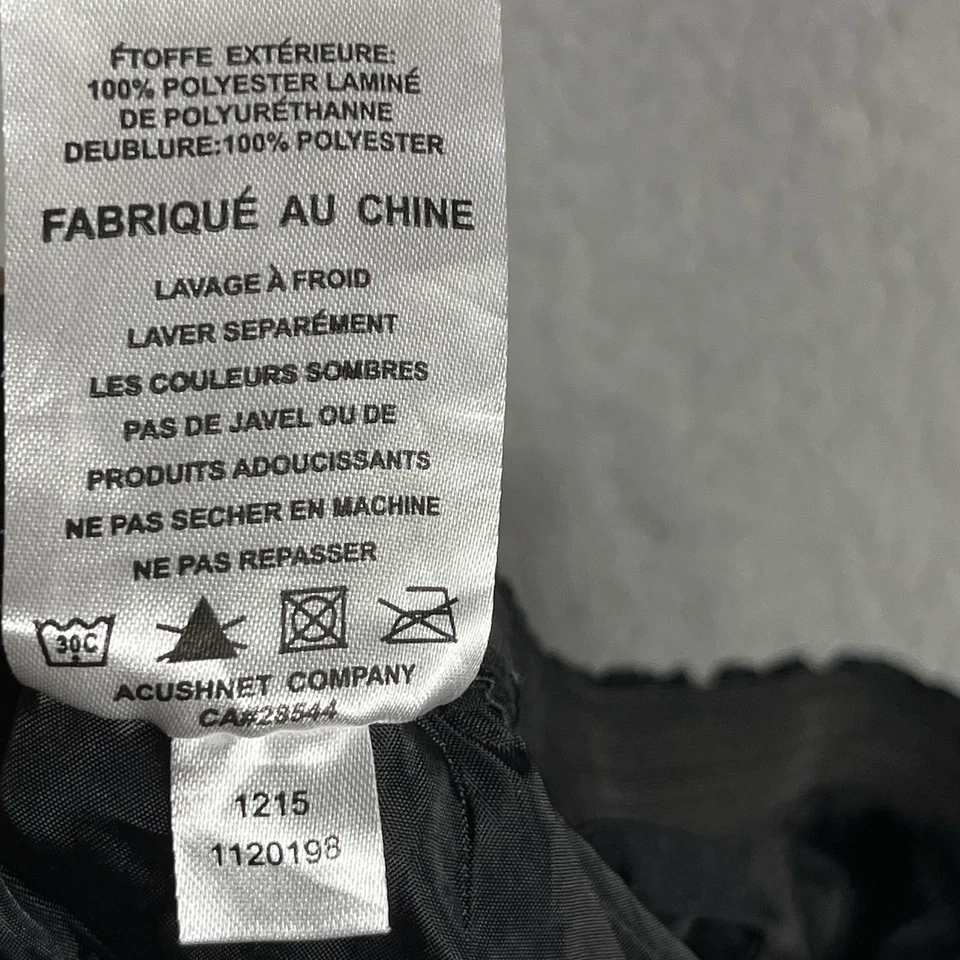 ÉTOFFE EXTÉRIEURE:
100% POLYESTER LAMINÉ
DE POLYURÉTHANNE
DEUBLURE:100% POLYESTER
FABRIQUÉ AU CHINE
LAVAGE À FROID
LAVER SEPARÉMENT
LES COULEURS SOMBRES
PAS DE JAVEL OU DE
PRODUITS ADOUCISSANTS
NE PAS SECHER EN MACHINE
NE PAS REPASSER
30C
ACUSHNET COMPANY
CA#28544
1215
1120198